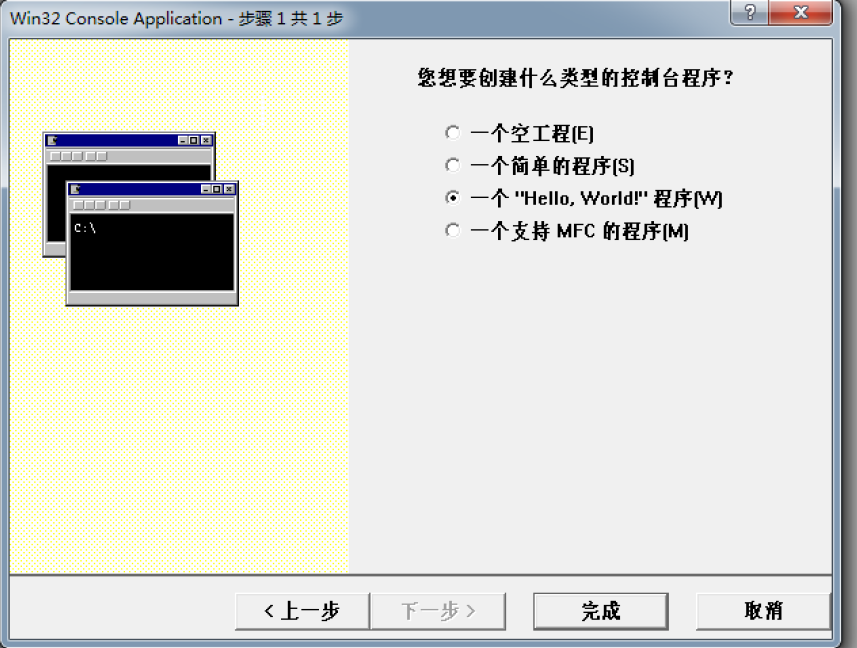 Win32 Console Application - 步骤 1 共 1 步
您想要创建什么类型的控制台程序?
一个空工程(E)
一个简单的程序(S)
一个 "Hello, World!" 程序(W)
一个支持 MFC 的程序(M)
C:\
< 上一步
下一步 >
完成
取消